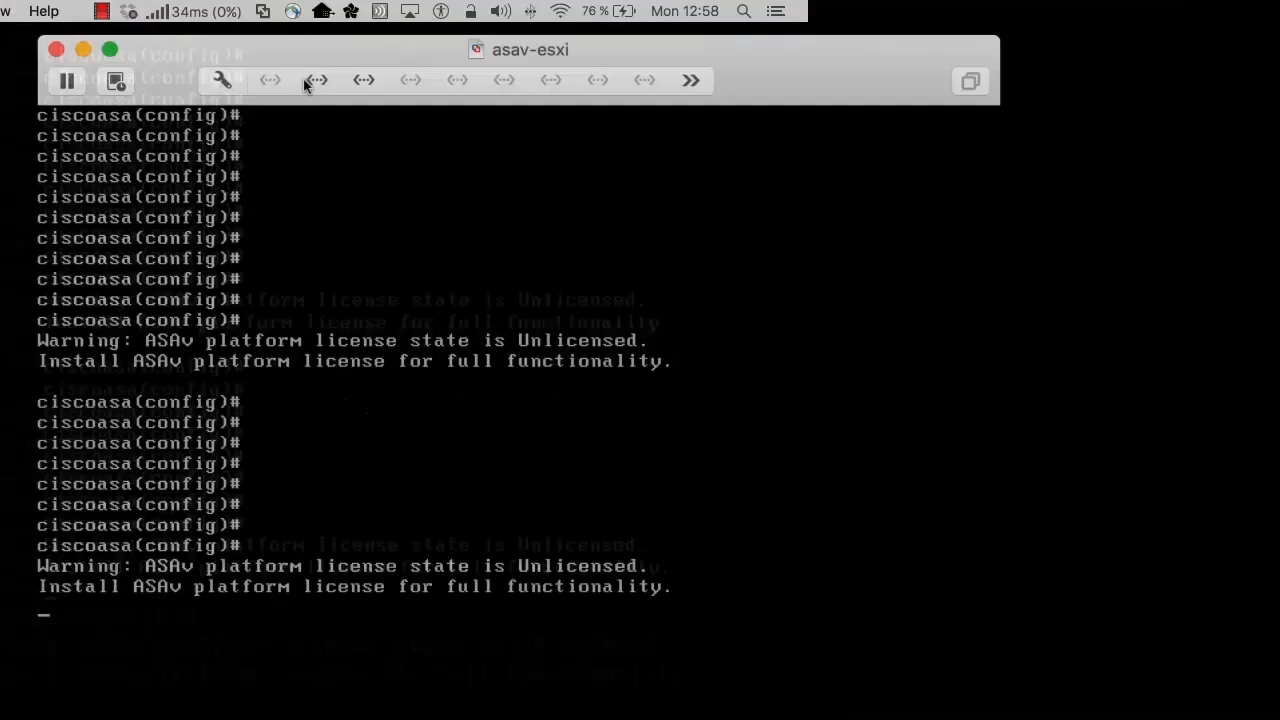 w Help 34ms (0%) 76 % Mon 12:58
asav-esxi
ciscoasa(config)#
ciscoasa(config)#
ciscoasa(config)#
ciscoasa(config)#
ciscoasa(config)#
ciscoasa(config)#
ciscoasa(config)#
ciscoasa(config)#
ciscoasa(config)#
ciscoasa(config)#
ciscoasa(config)#
Warning: ASAv platform license state is Unlicensed.
Install ASAv platform license for full functionality.
ciscoasa(config)#
ciscoasa(config)#
ciscoasa(config)#
ciscoasa(config)#
ciscoasa(config)#
ciscoasa(config)#
ciscoasa(config)#
ciscoasa(config)#
Warning: ASAv platform license state is Unlicensed.
Install ASAv platform license for full functionality.